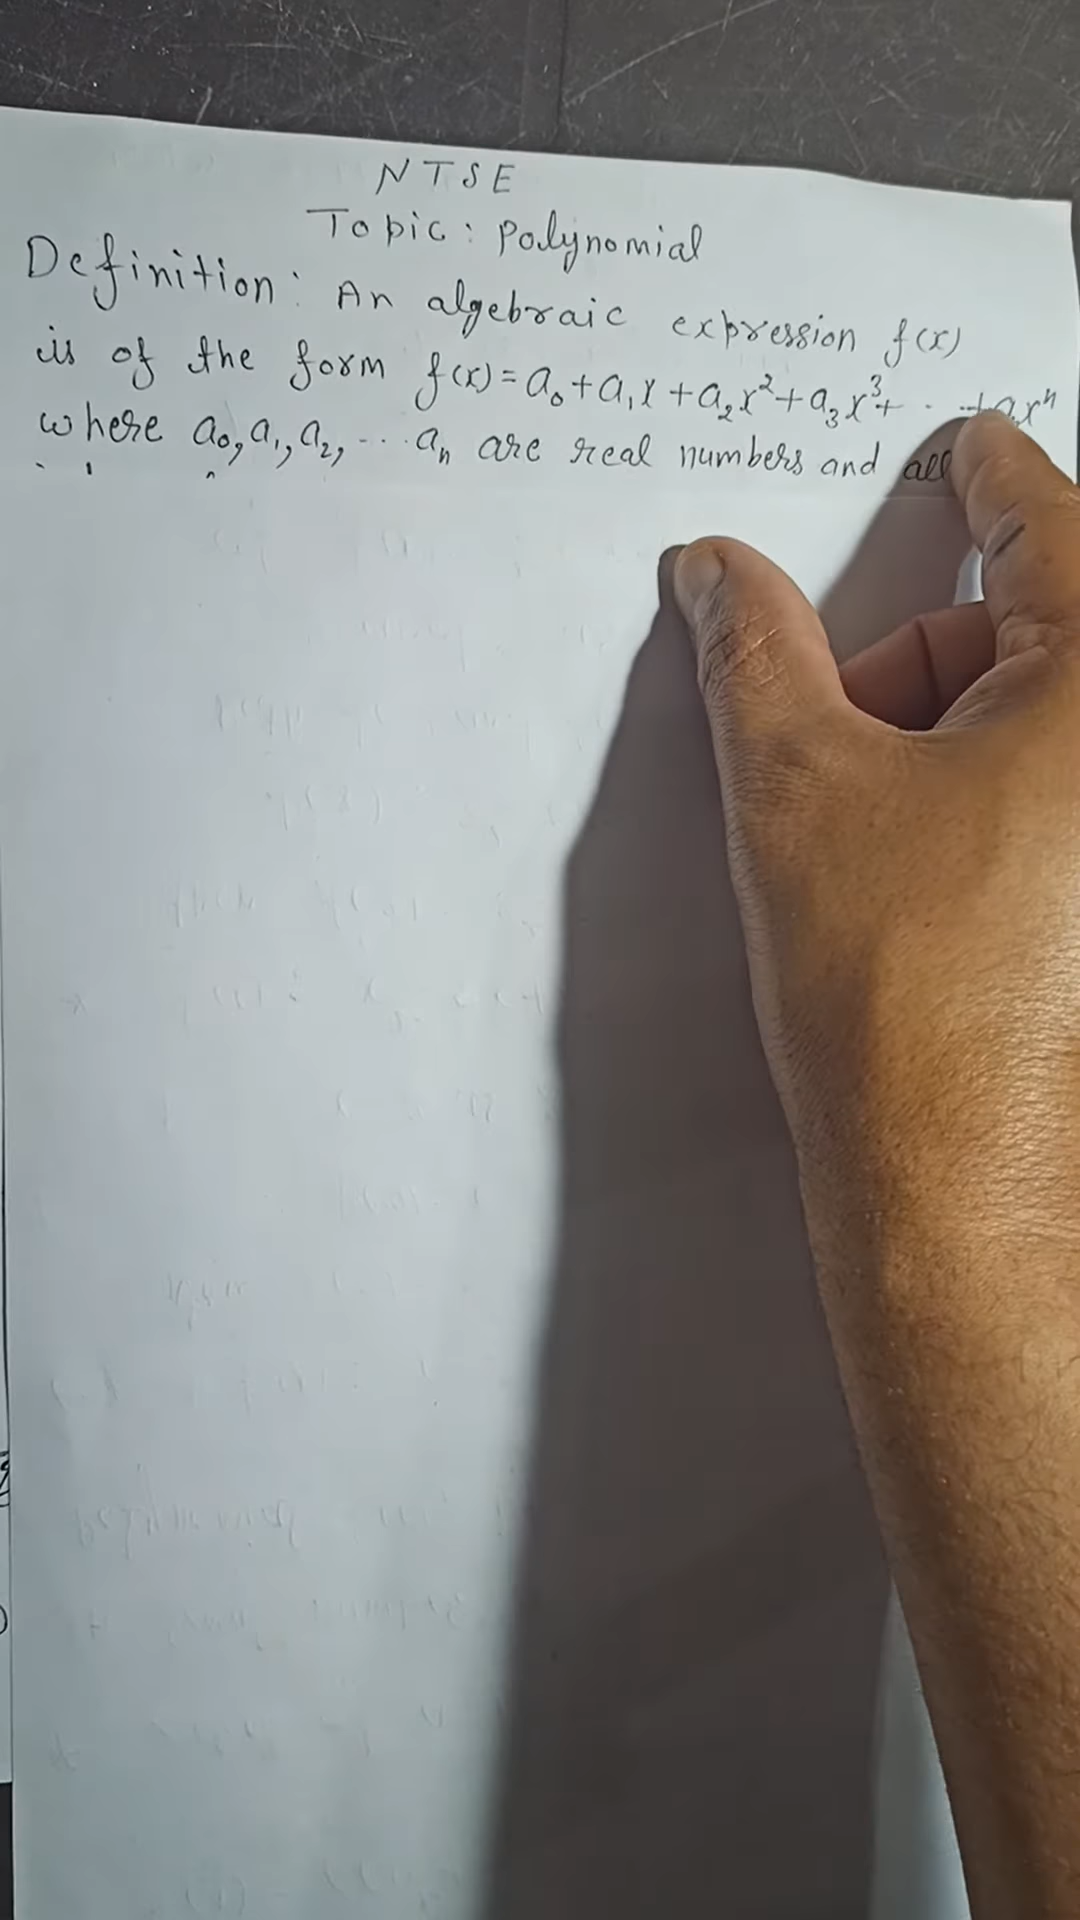 NTSE
Topic: Polynomial
Definition: An algebraic expression f(x)
is of the form f(x) = a₀ + a₁x + a₂x² + a₃x³ + ... + aₙxⁿ
where a₀, a₁, a₂, ... aₙ are real numbers and all